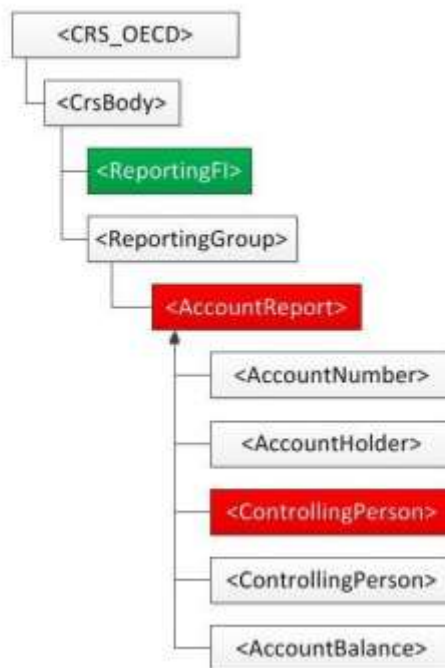 <CRS_OECD>
<CrsBody>
<ReportingFI>
<ReportingGroup>
<AccountReport>
<AccountNumber>
<AccountHolder>
<ControllingPerson>
<ControllingPerson>
<AccountBalance>